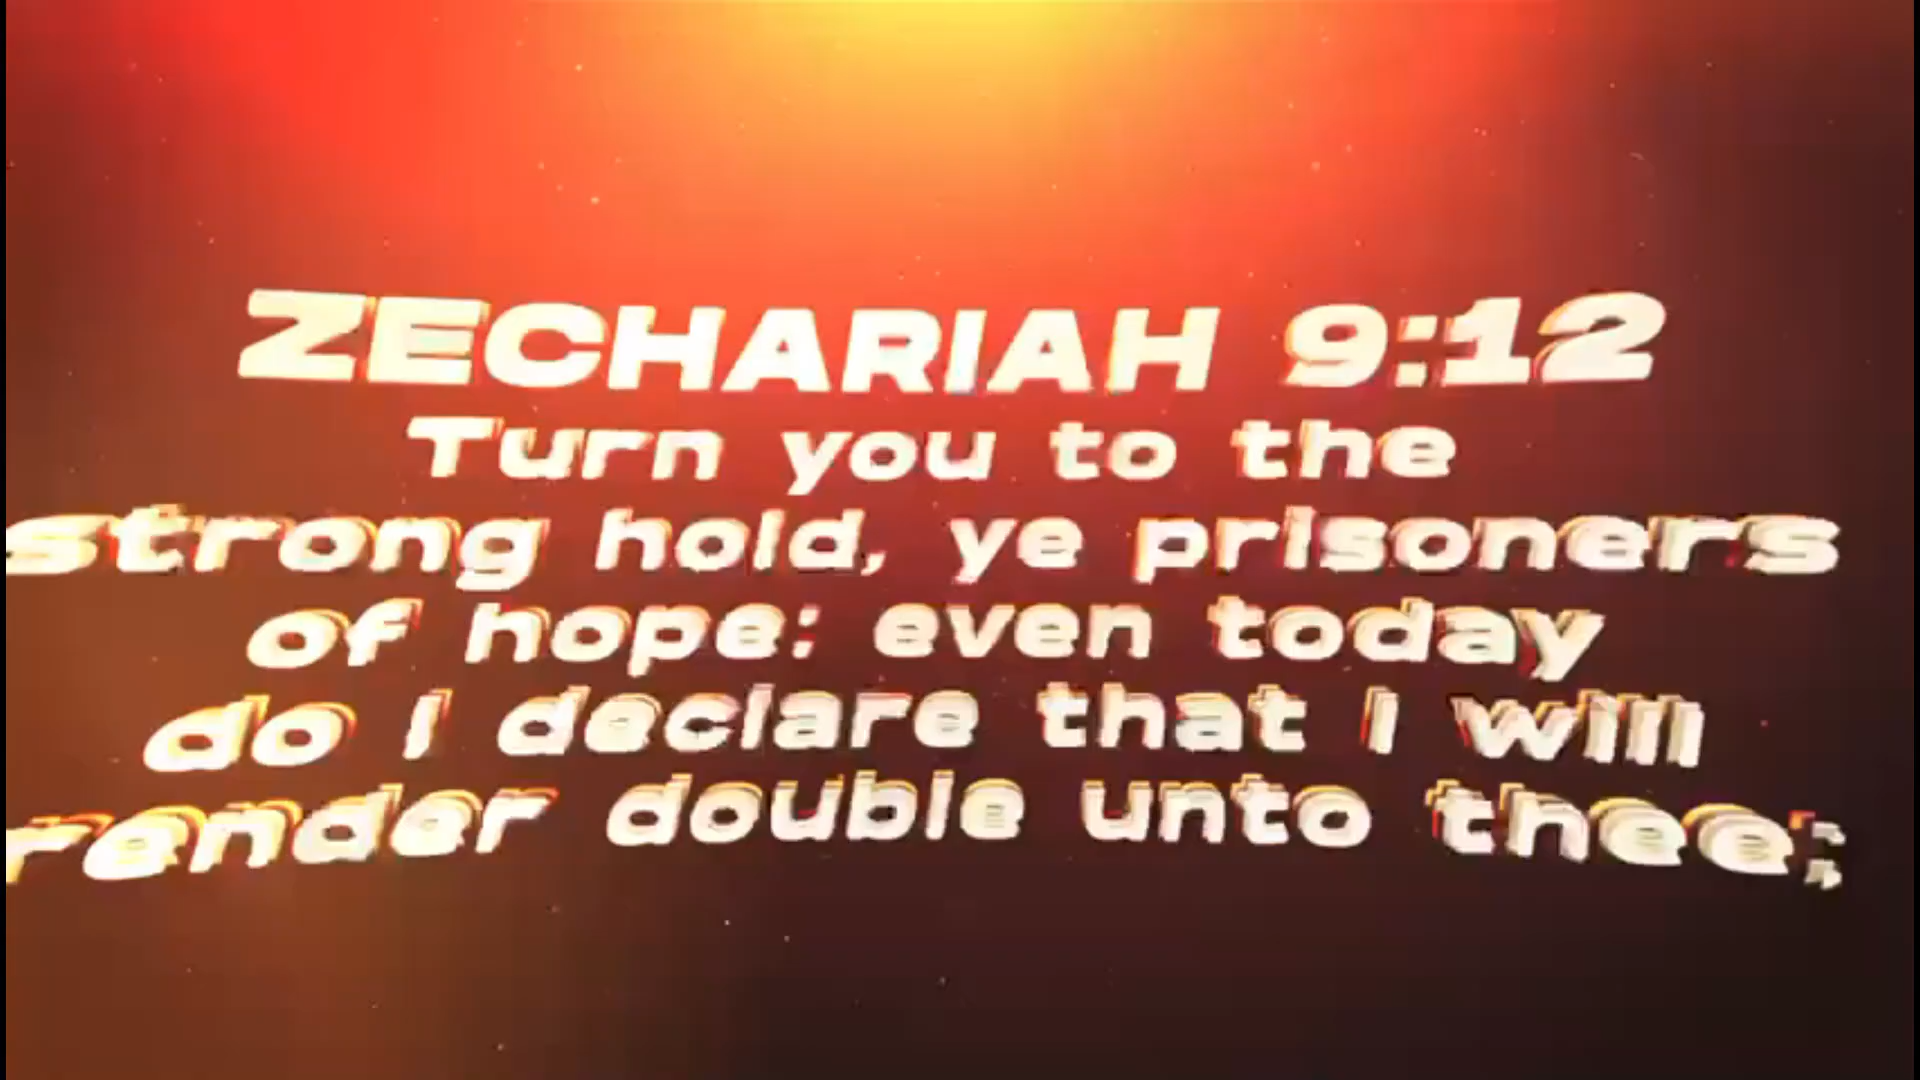 ZECHARIAH 9:12
Turn you to the
strong hold, ye prisoners
of hope: even today
do I declare that I will
render double unto thee;